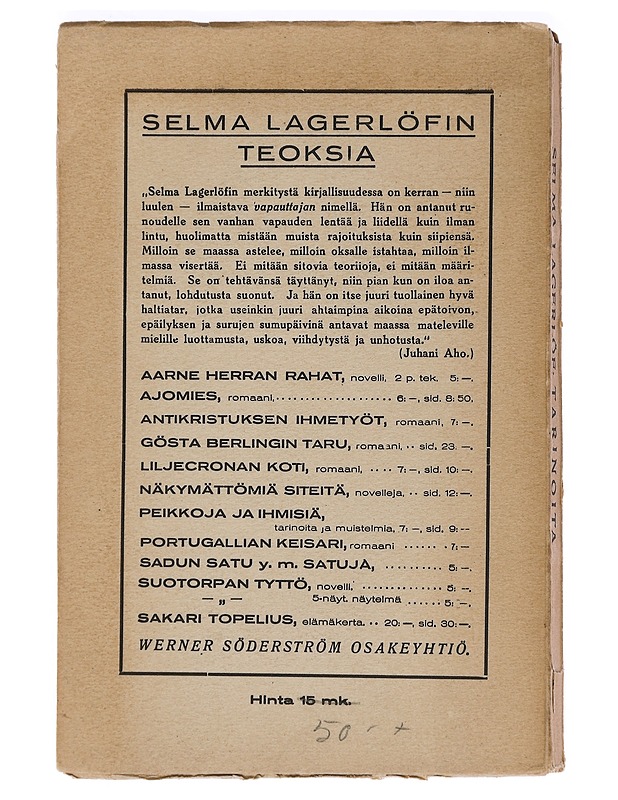 SELMA LAGERLÖFIN
TEOKSIA
„Selma Lagerlöfin merkitystä kirjallisuudessa on kerran — niin
luulen — ilmaistava vapauttajan nimellä. Hän on antanut ru-
noudelle sen vanhan vapauden lentää ja liidellä kuin ilman
lintu, huolimatta mistään muista rajoituksista kuin siipiensä.
Milloin se maassa astelee, milloin oksalle istahtaa, milloin il-
massa visertää. Ei mitään sitovia teoriioja, ei mitään määri-
telmiä. Se on tehtävänsä täyttänyt, niin pian kun on iloa an-
tanut, lohdutusta suonut. Ja hän on itse juuri tuollainen hyvä
haltiatar, jotka useinkin juuri ahtaimpina aikoina epätoivon,
epäilyksen ja surujen sumupäivinä antavat maassa mateleville
mielille luottamusta, uskoa, viihdytystä ja unhotusta.“
(Juhani Aho.)
AARNE HERRAN RAHAT, novelli, 2 p. tek. 5: —.
AJOMIES, romaani, .................... 6: —, sid. 8: 50.
ANTIKRISTUKSEN IHMETYÖT, romaani, 7: —.
GÖSTA BERLINGIN TARU, romaani, .. sid. 23. —.
LILJECRONAN KOTI, romaani, .... 7: —, sid. 10: —.
NÄKYMÄTTÖMIÄ SITEITÄ, novelleja, .. sid. 12: —.
PEIKKOJA JA IHMISIÄ,
tarinoita ja muistelmia, 7: —, sid. 9: --
PORTUGALLIAN KEISARI, romaani ....... 7: —
SADUN SATU y. m. SATUJA, .......... 5: —.
SUOTORPAN TYTTÖ, novelli, .............. 5: —.
— „ — 5-näyt. näytelmä ...... 5: —.
SAKARI TOPELIUS, elämäkerta. .. 20: —, sid. 30: —.
WERNER SÖDERSTRÖM OSAKEYHTIÖ.
Hinta 15 mk.
50 - +
SELMA LAGERLÖF TARINOITA